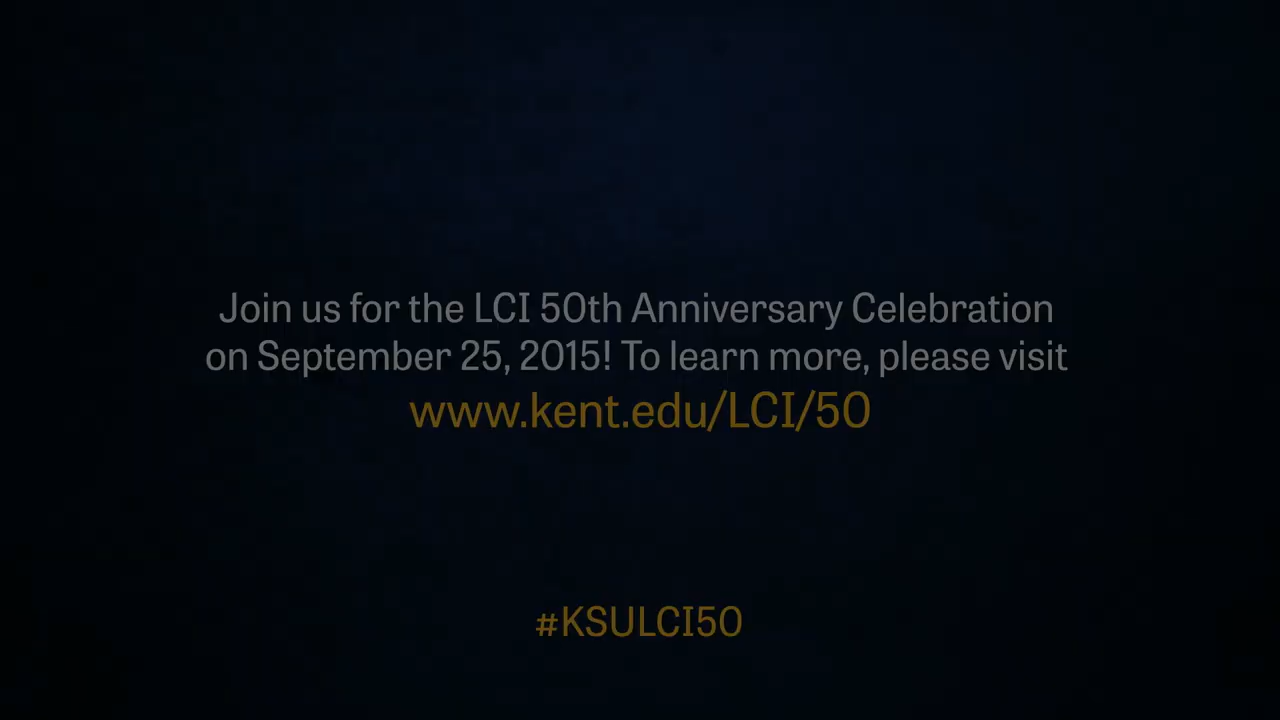 Join us for the LCI 50th Anniversary Celebration
on September 25, 2015! To learn more, please visit
www.kent.edu/LCI/50
#KSULCI50